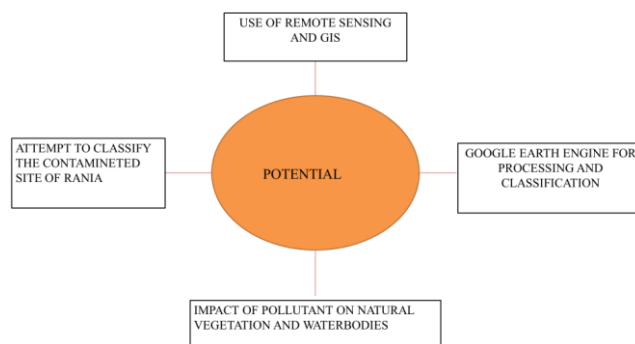 USE OF REMOTE SENSING
AND GIS
ATTEMPT TO CLASSIFY
THE CONTAMINETED
SITE OF RANIA
POTENTIAL
GOOGLE EARTH ENGINE FOR
PROCESSING AND
CLASSIFICATION
IMPACT OF POLLUTANT ON NATURAL
VEGETATION AND WATERBODIES